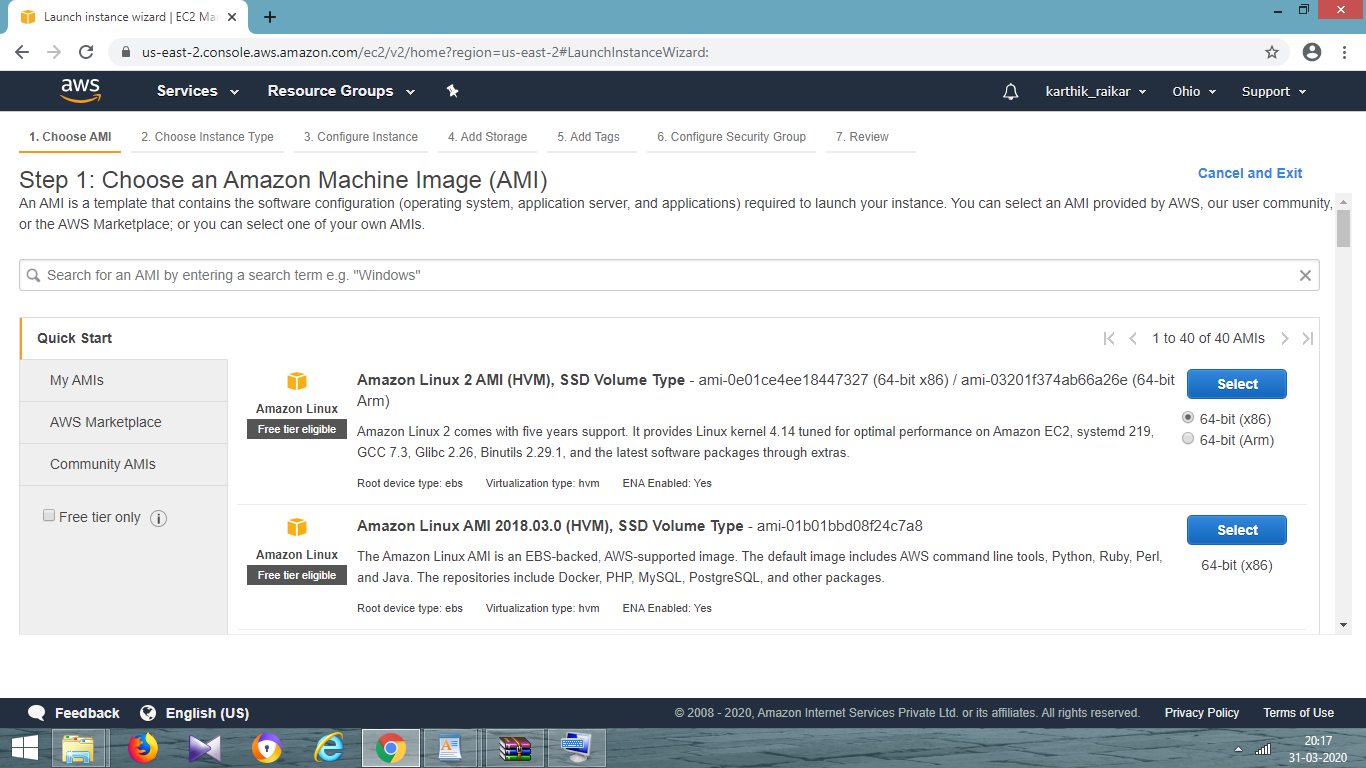 Launch instance wizard | EC2 Ma
us-east-2.console.aws.amazon.com/ec2/v2/home?region=us-east-2#LaunchInstanceWizard:
aws Services Resource Groups karthik_raikar Ohio Support
1. Choose AMI 2. Choose Instance Type 3. Configure Instance 4. Add Storage 5. Add Tags 6. Configure Security Group 7. Review
Step 1: Choose an Amazon Machine Image (AMI)
Cancel and Exit
An AMI is a template that contains the software configuration (operating system, application server, and applications) required to launch your instance. You can select an AMI provided by AWS, our user community,
or the AWS Marketplace; or you can select one of your own AMIs.
Search for an AMI by entering a search term e.g. "Windows"
Quick Start
1 to 40 of 40 AMIs
My AMIs
AWS Marketplace
Community AMIs
Free tier only
Amazon Linux
Free tier eligible
Amazon Linux 2 AMI (HVM), SSD Volume Type - ami-0e01ce4ee18447327 (64-bit x86) / ami-03201f374ab66a26e (64-bit
Arm)
Amazon Linux 2 comes with five years support. It provides Linux kernel 4.14 tuned for optimal performance on Amazon EC2, systemd 219,
GCC 7.3, Glibc 2.26, Binutils 2.29.1, and the latest software packages through extras.
Root device type: ebs Virtualization type: hvm ENA Enabled: Yes
Select
64-bit (x86)
64-bit (Arm)
Amazon Linux
Free tier eligible
Amazon Linux AMI 2018.03.0 (HVM), SSD Volume Type - ami-01b01bbd08f24c7a8
The Amazon Linux AMI is an EBS-backed, AWS-supported image. The default image includes AWS command line tools, Python, Ruby, Perl,
and Java. The repositories include Docker, PHP, MySQL, PostgreSQL, and other packages.
Root device type: ebs Virtualization type: hvm ENA Enabled: Yes
Select
64-bit (x86)
Feedback English (US) © 2008 - 2020, Amazon Internet Services Private Ltd. or its affiliates. All rights reserved. Privacy Policy Terms of Use
20:17
31-03-2020